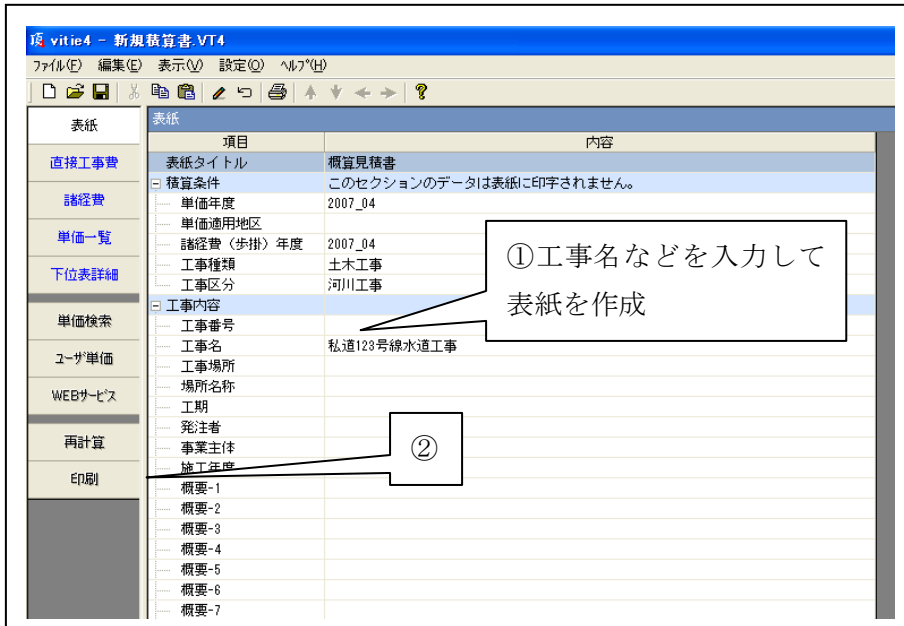 頂 vitie4 - 新規積算書.VT4
ﾌｧｲﾙ(F) 編集(E) 表示(V) 設定(O) ﾍﾙﾌﾟ(H)
表紙
直接工事費
諸経費
単価一覧
下位表詳細
単価検索
ﾕｰｻﾞ単価
WEBｻｰﾋﾞｽ
再計算
印刷
表紙
項目 内容
表紙タイトル 概算見積書
積算条件 このセクションのデータは表紙に印字されません。
単価年度 2007_04
単価適用地区
諸経費（歩掛）年度 2007_04
工事種類 土木工事
工事区分 河川工事
工事内容
工事番号
工事名 私道123号線水道工事
工事場所
場所名称
工期
発注者
事業主体
施工年度
概要-1
概要-2
概要-3
概要-4
概要-5
概要-6
概要-7
①工事名などを入力して
表紙を作成
②